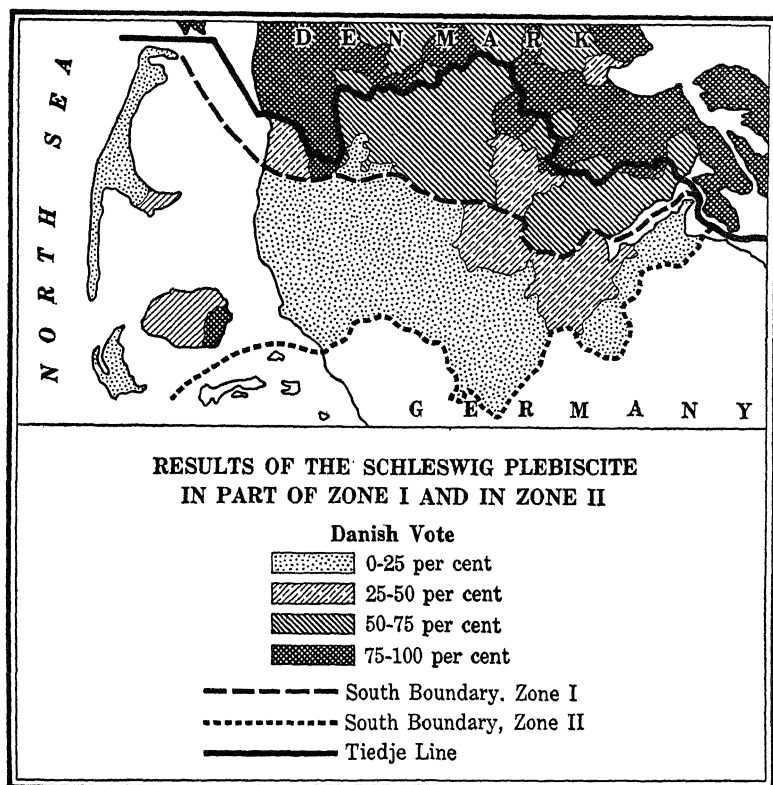 DENMARK
NORTH SEA
GERMANY
RESULTS OF THE SCHLESWIG PLEBISCITE
IN PART OF ZONE I AND IN ZONE II
Danish Vote
0-25 per cent
25-50 per cent
50-75 per cent
75-100 per cent
South Boundary, Zone I
South Boundary, Zone II
Tiedje Line